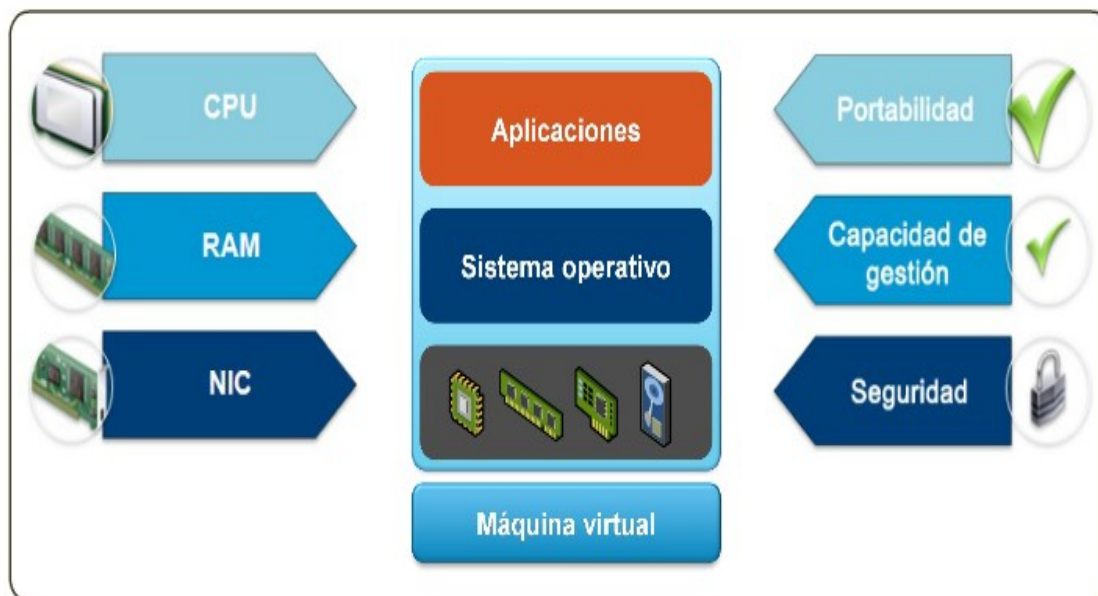 CPU
RAM
NIC
Aplicaciones
Sistema operativo
Máquina virtual
Portabilidad
Capacidad de
gestión
Seguridad